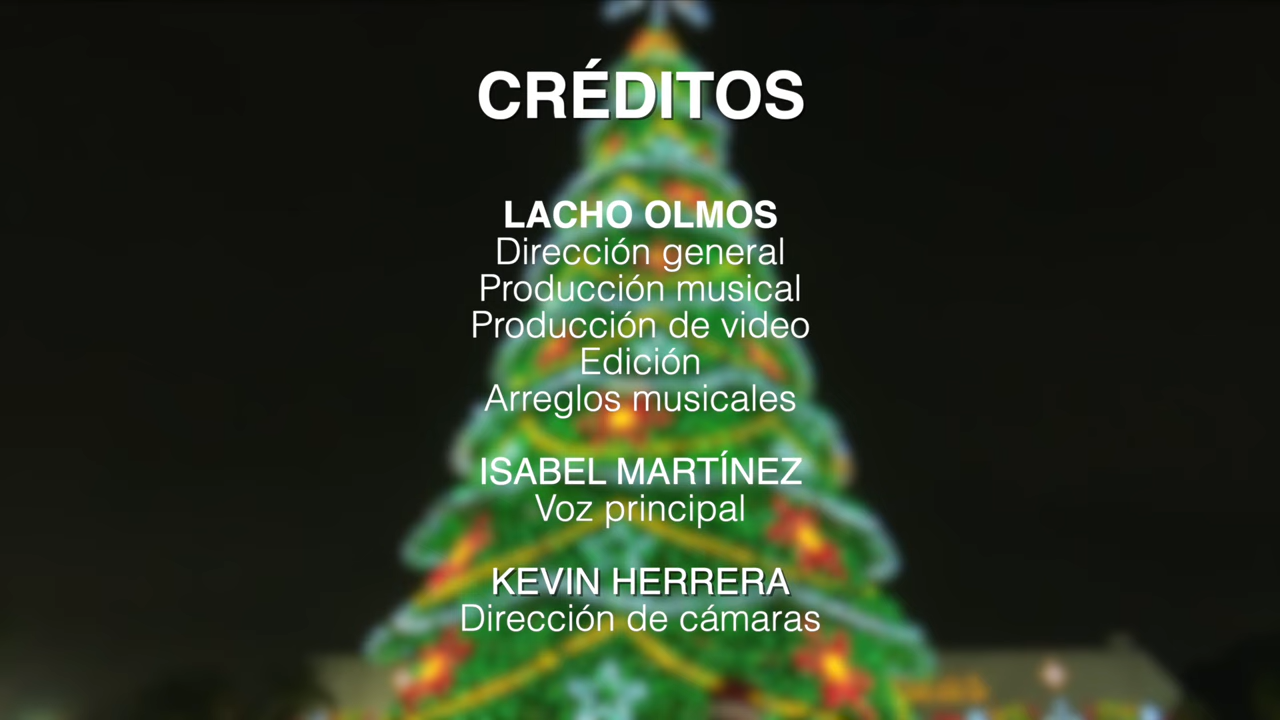 CRÉDITOS
LACHO OLMOS
Dirección general
Producción musical
Producción de video
Edición
Arreglos musicales
ISABEL MARTÍNEZ
Voz principal
KEVIN HERRERA
Dirección de cámaras